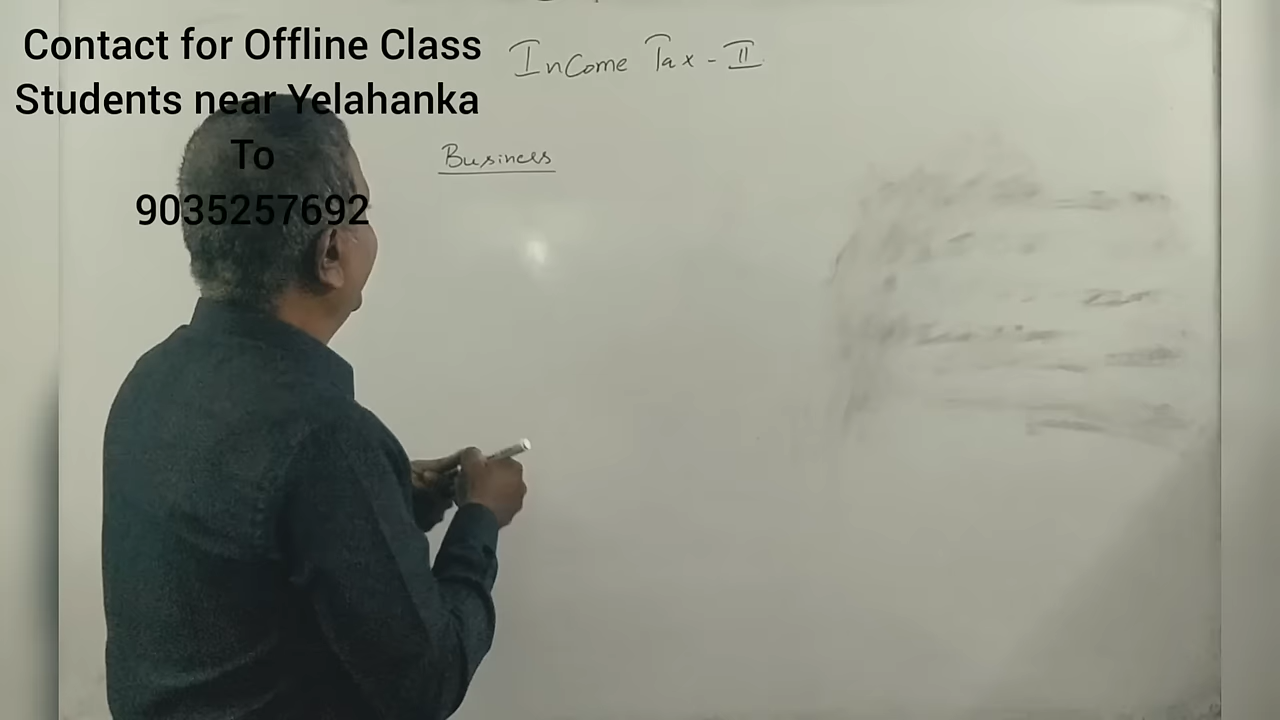 Contact for Offline Class
Students near Yelahanka
To
9035257692
Income Tax - II
Business